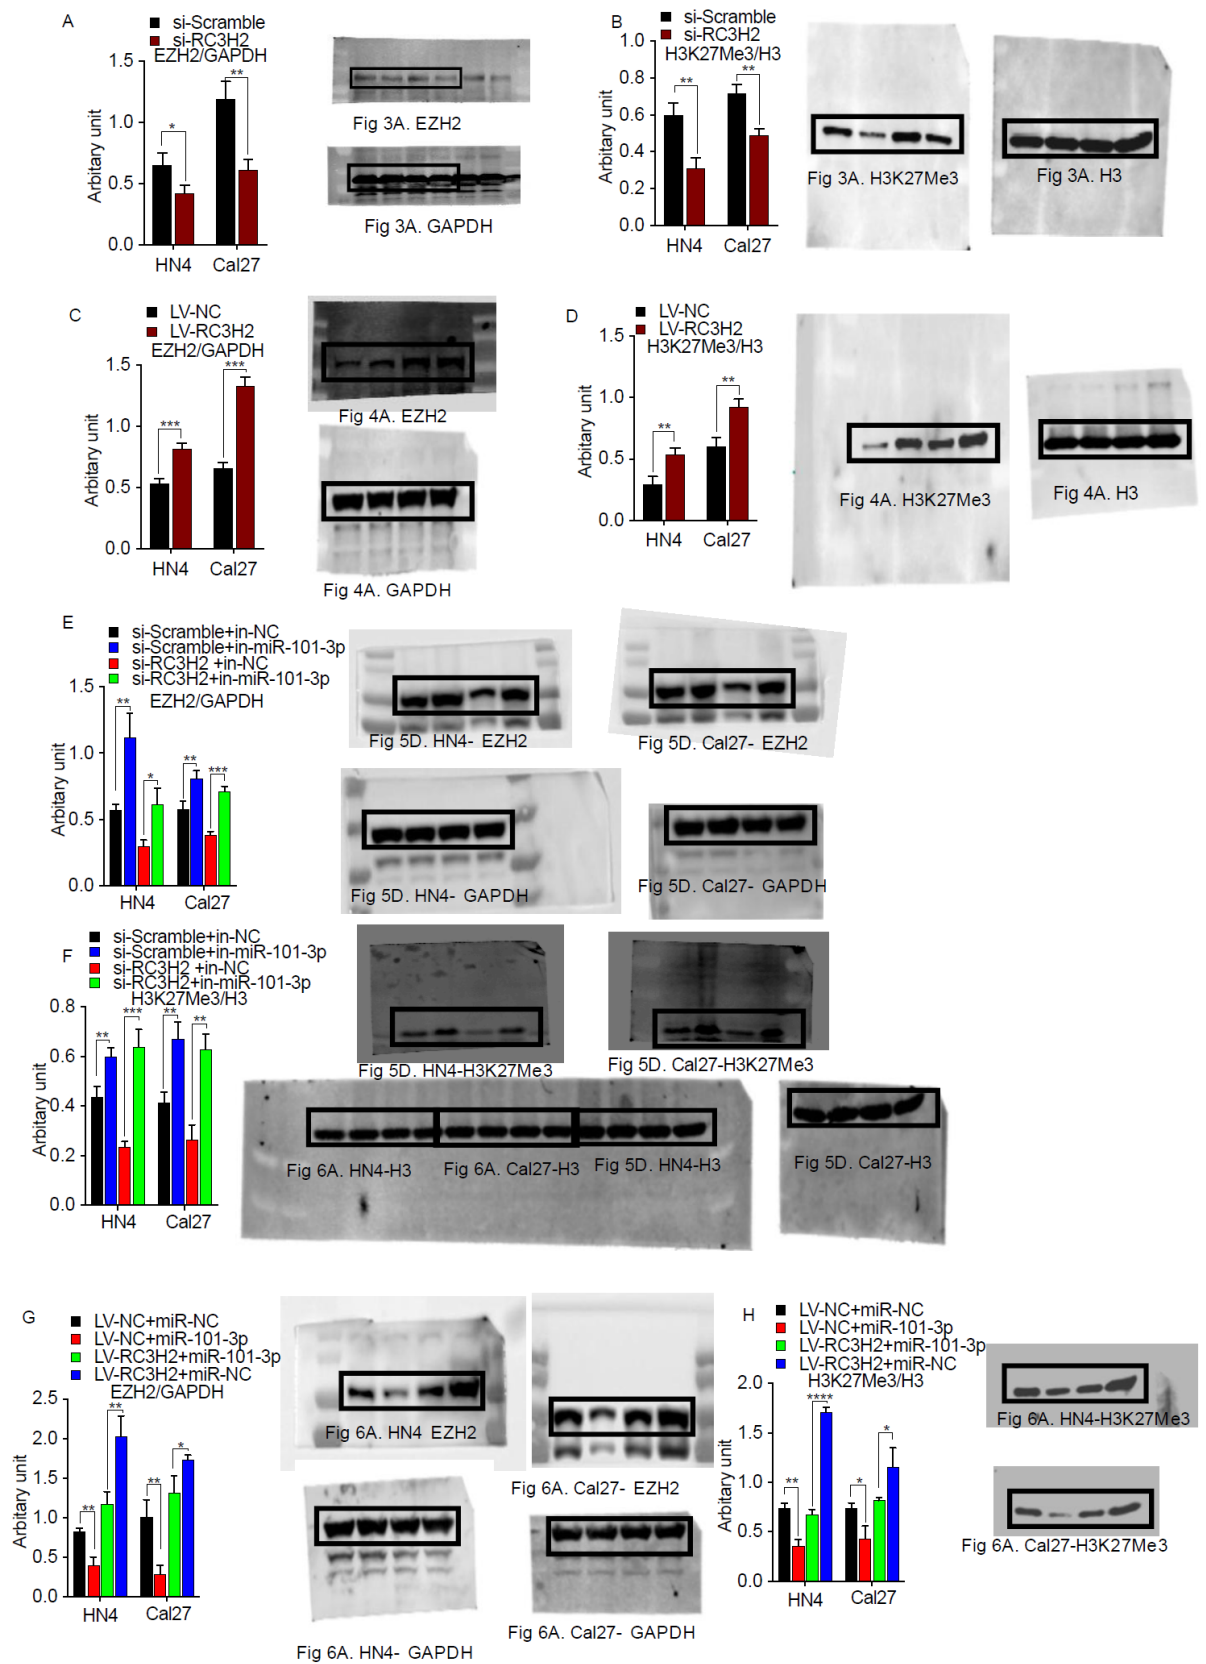 A
si-Scramble
si-RC3H2
EZH2/GAPDH
Arbitary unit
1.5
1.0
0.5
0.0
*
**
HN4
Cal27
Fig 3A. EZH2
Fig 3A. GAPDH
B
si-Scramble
si-RC3H2
H3K27Me3/H3
Arbitary unit
1.0
0.8
0.6
0.4
0.2
0.0
**
**
HN4
Cal27
Fig 3A. H3K27Me3
Fig 3A. H3
C
LV-NC
LV-RC3H2
EZH2/GAPDH
Arbitary unit
1.5
1.0
0.5
0.0
***
***
HN4
Cal27
Fig 4A. EZH2
Fig 4A. GAPDH
D
LV-NC
LV-RC3H2
H3K27Me3/H3
Arbitary unit
1.5
1.0
0.5
0.0
**
**
HN4
Cal27
Fig 4A. H3K27Me3
Fig 4A. H3
E
si-Scramble+in-NC
si-Scramble+in-miR-101-3p
si-RC3H2 +in-NC
si-RC3H2+in-miR-101-3p
EZH2/GAPDH
Arbitary unit
1.5
1.0
0.5
0.0
**
*
**
***
HN4
Cal27
Fig 5D. HN4- EZH2
Fig 5D. Cal27- EZH2
Fig 5D. HN4- GAPDH
Fig 5D. Cal27- GAPDH
F
si-Scramble+in-NC
si-Scramble+in-miR-101-3p
si-RC3H2 +in-NC
si-RC3H2+in-miR-101-3p
H3K27Me3/H3
Arbitary unit
0.8
0.6
0.4
0.2
0.0
**
***
**
**
HN4
Cal27
Fig 5D. HN4-H3K27Me3
Fig 5D. Cal27-H3K27Me3
Fig 6A. HN4-H3
Fig 6A. Cal27-H3
Fig 5D. HN4-H3
Fig 5D. Cal27-H3
G
LV-NC+miR-NC
LV-NC+miR-101-3p
LV-RC3H2+miR-101-3p
LV-RC3H2+miR-NC
EZH2/GAPDH
Arbitary unit
2.5
2.0
1.5
1.0
0.5
0.0
**
**
**
*
HN4
Cal27
Fig 6A. HN4 EZH2
Fig 6A. Cal27- EZH2
Fig 6A. HN4- GAPDH
Fig 6A. Cal27- GAPDH
H
LV-NC+miR-NC
LV-NC+miR-101-3p
LV-RC3H2+miR-101-3p
LV-RC3H2+miR-NC
H3K27Me3/H3
Arbitary unit
2.0
1.5
1.0
0.5
0.0
**
****
*
*
HN4
Cal27
Fig 6A. HN4-H3K27Me3
Fig 6A. Cal27-H3K27Me3